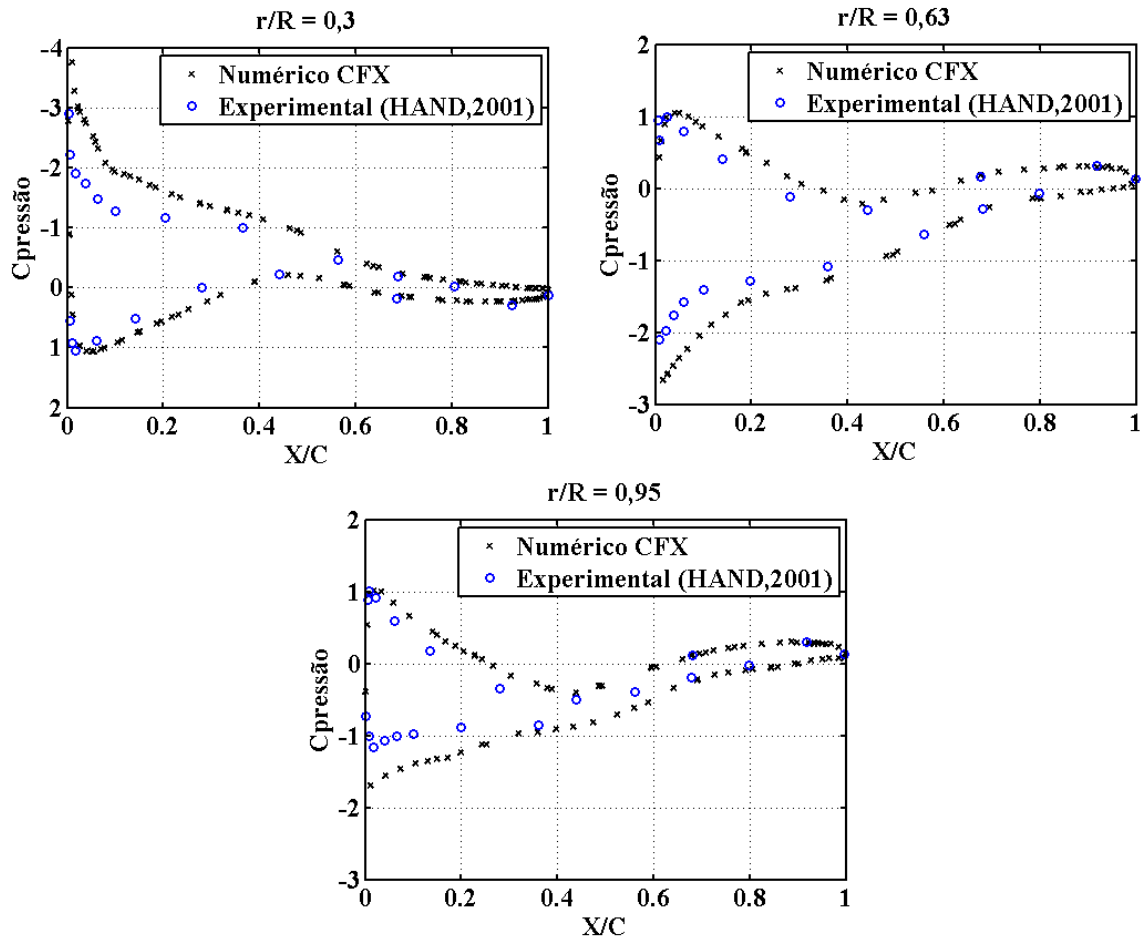 r/R = 0,3
-4
-3
-2
-1
0
1
2
Cpressão
× Numérico CFX
o Experimental (HAND,2001)
0 0.2 0.4 0.6 0.8 1
X/C
r/R = 0,63
2
1
0
-1
-2
-3
Cpressão
× Numérico CFX
o Experimental (HAND,2001)
0 0.2 0.4 0.6 0.8 1
X/C
r/R = 0,95
2
1
0
-1
-2
-3
Cpressão
× Numérico CFX
o Experimental (HAND,2001)
0 0.2 0.4 0.6 0.8 1
X/C